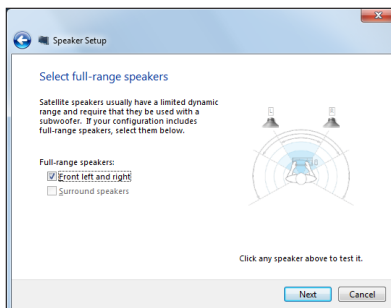 Speaker Setup
Select full-range speakers
Satellite speakers usually have a limited dynamic
range and require that they be used with a
subwoofer. If your configuration includes
full-range speakers, select them below.
L R
Full-range speakers:
Front left and right
Surround speakers
Click any speaker above to test it.
Next Cancel